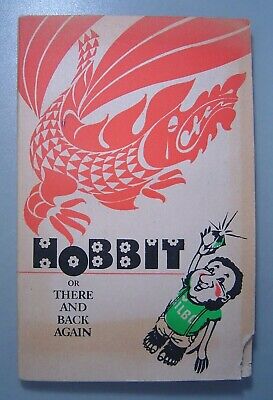 HOBBIT
OR
THERE
AND
BACK
AGAIN